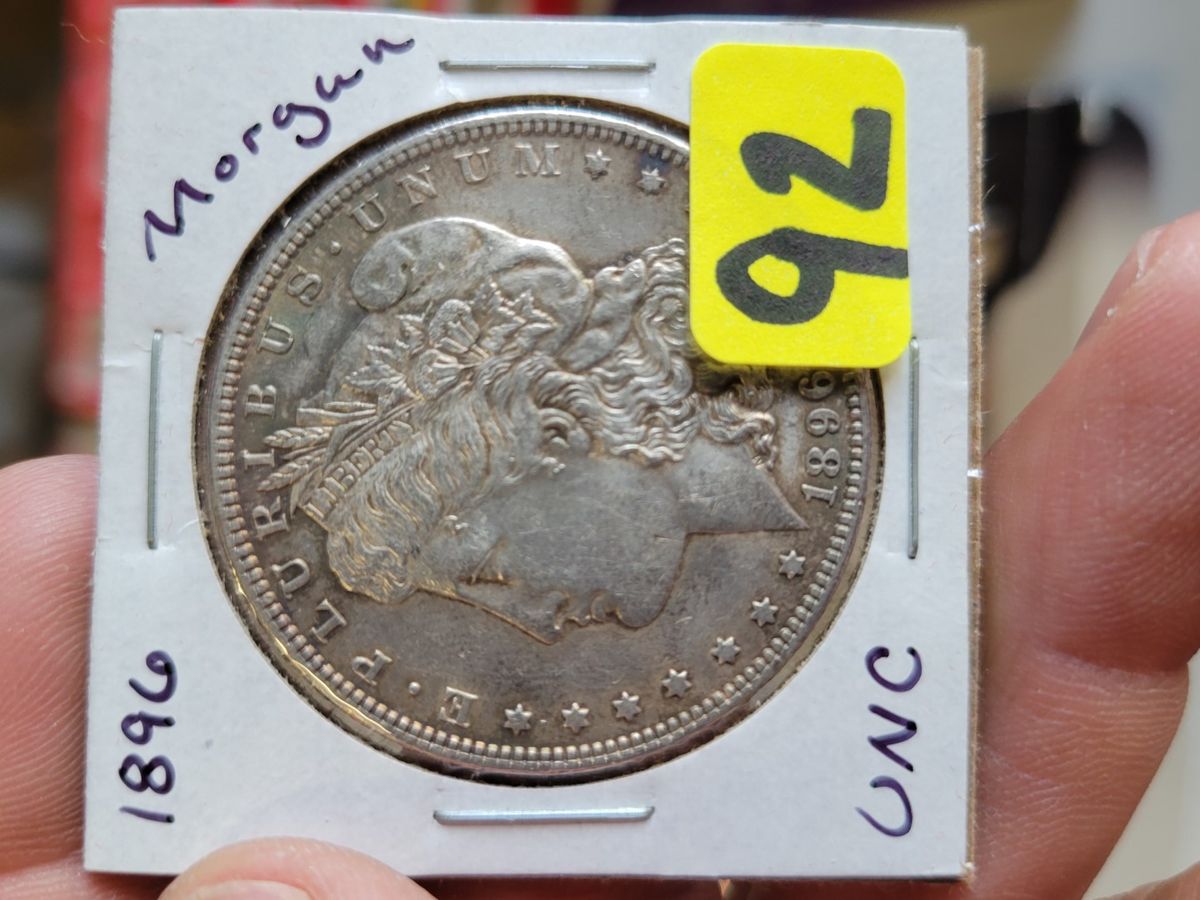 Morgan
92
E · PLURIBUS · UNUM
LIBERTY
1896
1896
UNC